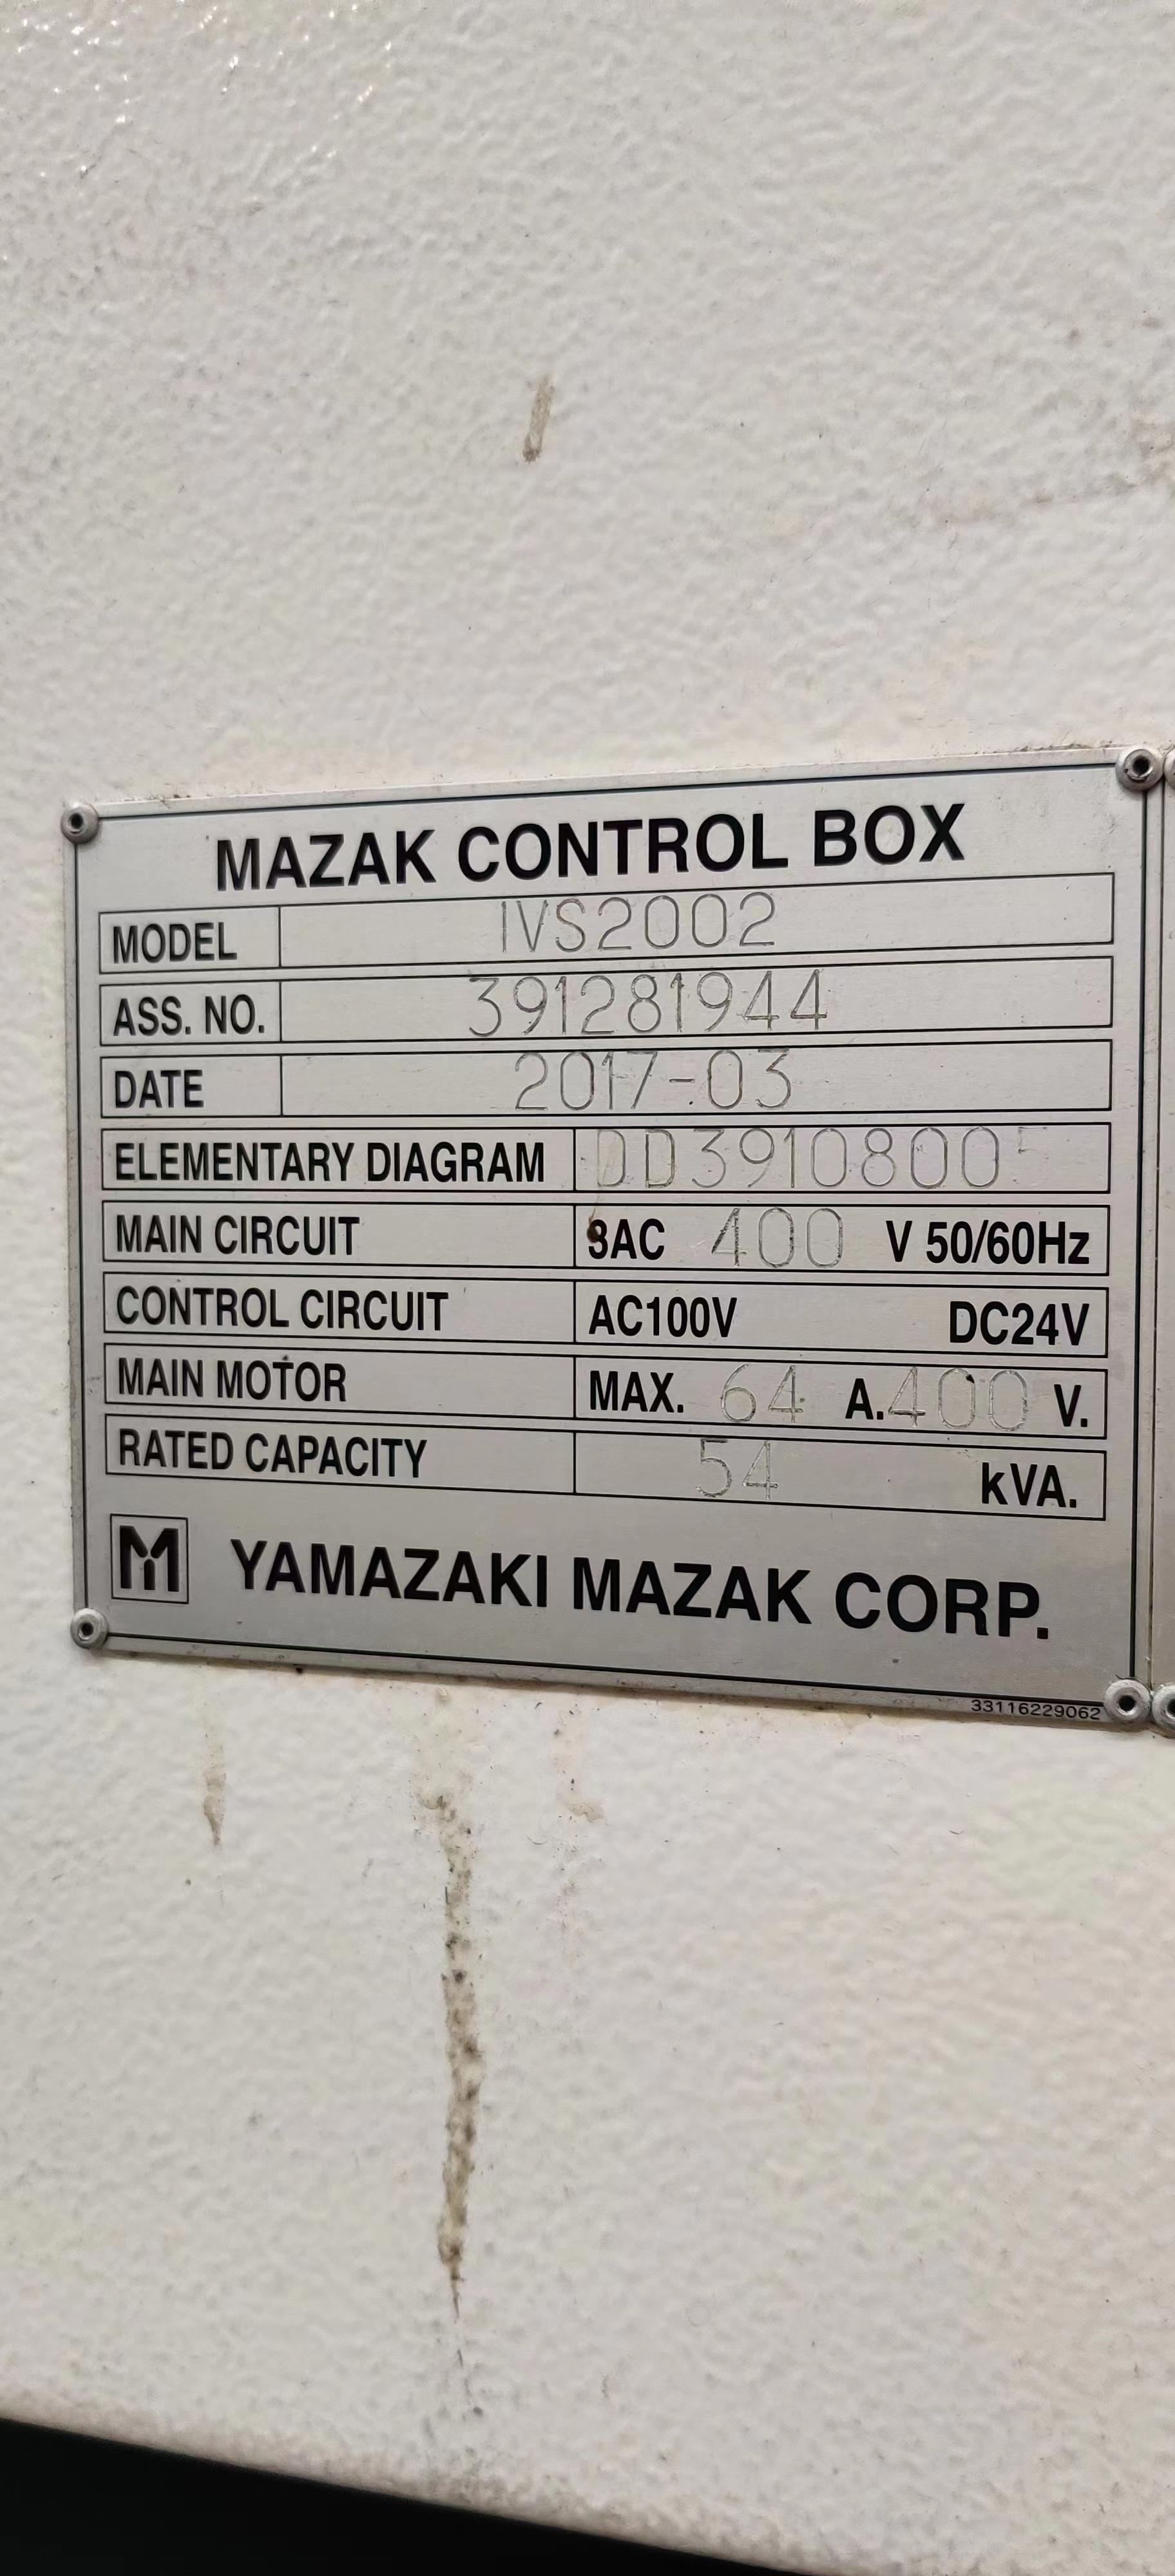 MAZAK CONTROL BOX
MODEL IVS2002
ASS. NO. 391281944
DATE 2017-03
ELEMENTARY DIAGRAM
MAIN CIRCUIT 3AC 400 V 50/60Hz
CONTROL CIRCUIT AC100V DC24V
MAIN MOTOR MAX. 64 A. 400 V.
RATED CAPACITY 54 kVA.
M YAMAZAKI MAZAK CORP.
33116229062